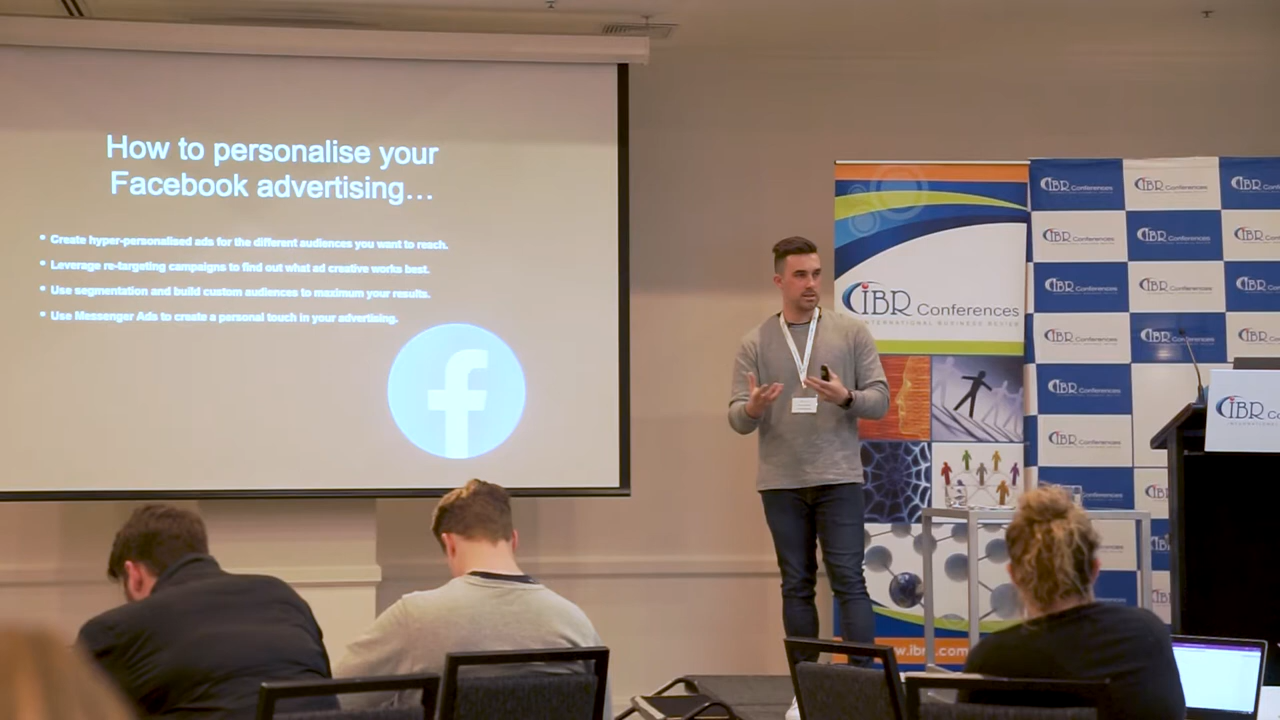 How to personalise your
Facebook advertising...
• Create hyper-personalised ads for the different audiences you want to reach.
• Leverage re-targeting campaigns to find out what ad creative works best.
• Use segmentation and build custom audiences to maximum your results.
• Use Messenger Ads to create a personal touch in your advertising.
f
IBR Conferences
INTERNATIONAL BUSINESS REVIEW
IBR Conferences
IBR Conferences
IBR
IBR Conferences
IBR Conferences
IBR Conferences
IBR Conferences
IBR Conferences
IBR
IBR Conferences
IBR Conferences
IBR
IBR Conferences
IBR Conferences
Conferences
IBR
IBR Co